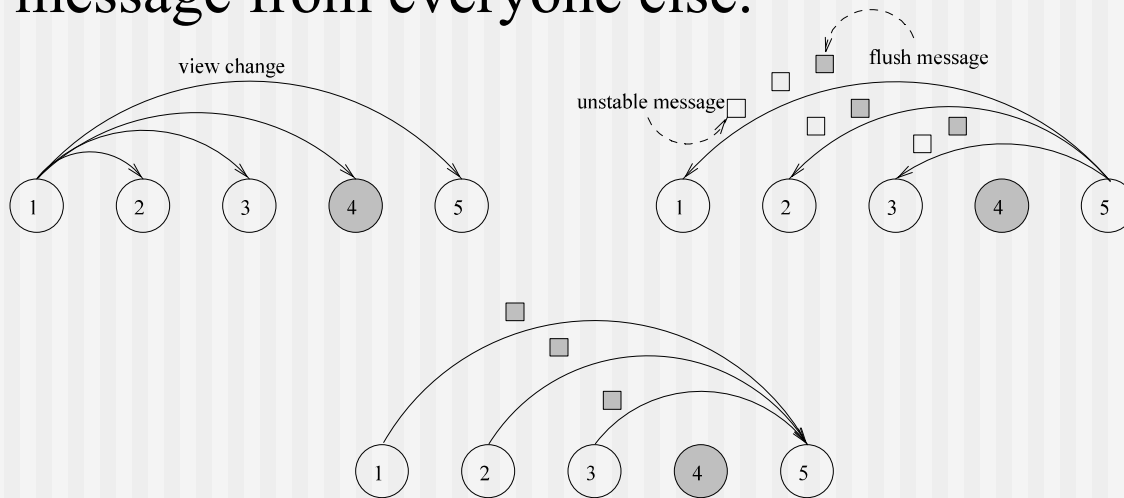 message from everyone else.
view change
flush message
unstable message
1 2 3 4 5
1 2 3 4 5
1 2 3 4 5